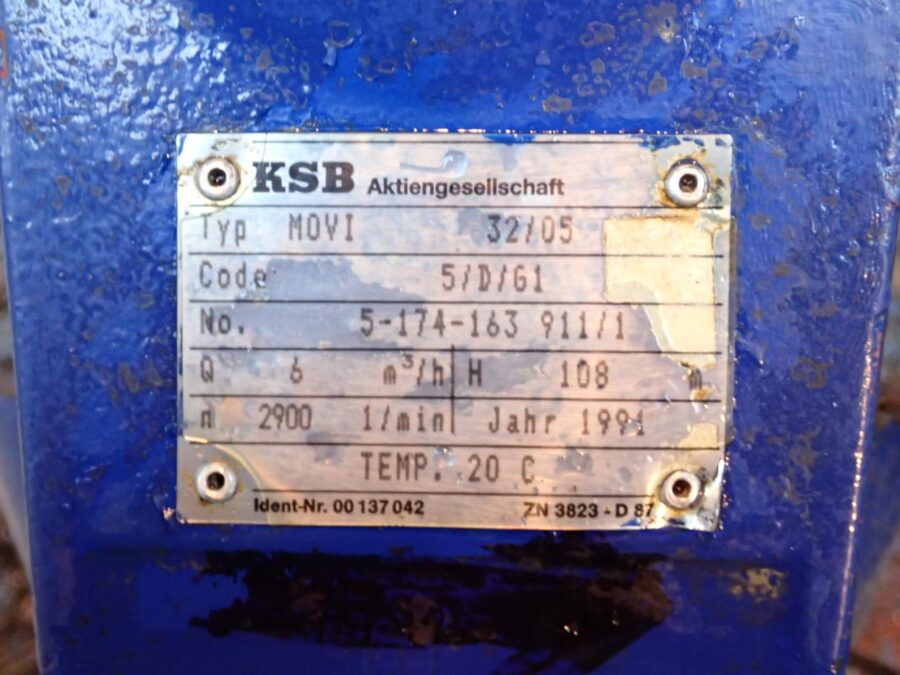 KSB Aktiengesellschaft
Typ MOVI 32/05
Code 5/D/G1
No. 5-174-163 911/1
Q 6 m³/h H 108 m
n 2900 1/min Jahr 1991
TEMP. 20 C
Ident-Nr. 00 137 042 ZN 3823 - D 87